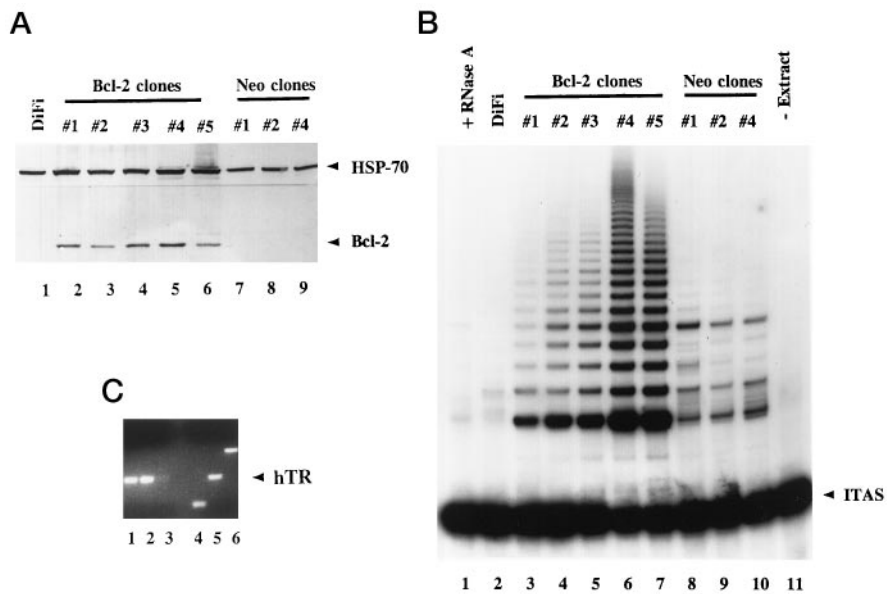 A
Bcl-2 clones
Neo clones
DiFi
#1 #2 #3 #4 #5 #1 #2 #4
HSP-70
Bcl-2
1 2 3 4 5 6 7 8 9
B
+ RNase A
DiFi
Bcl-2 clones
Neo clones
- Extract
#1 #2 #3 #4 #5 #1 #2 #4
ITAS
1 2 3 4 5 6 7 8 9 10 11
C
hTR
1 2 3 4 5 6